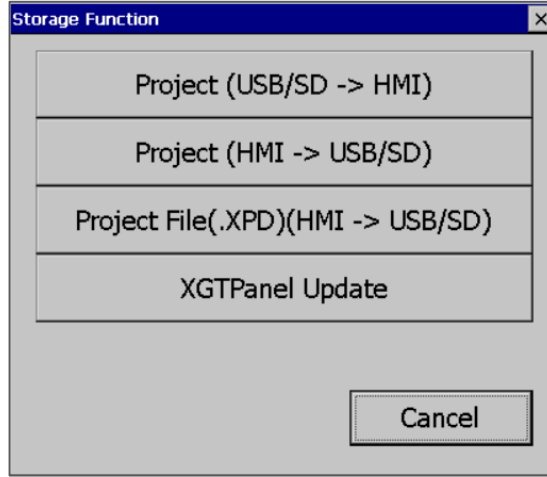 Storage Function
Project (USB/SD -> HMI)
Project (HMI -> USB/SD)
Project File(.XPD)(HMI -> USB/SD)
XGTPanel Update
Cancel